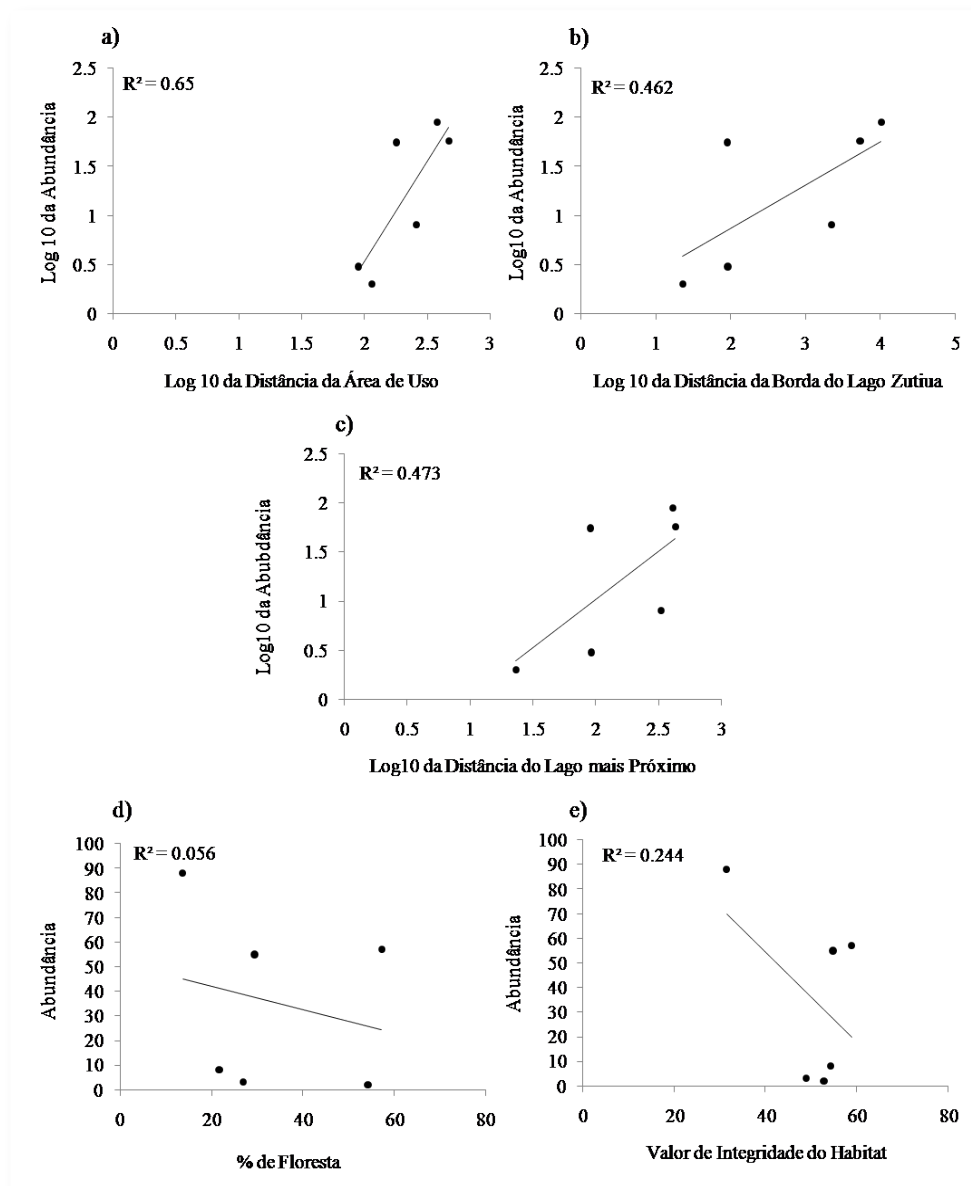 a)
R² = 0.65
Log 10 da Abundância
2.5
2
1.5
1
0.5
0
0 0.5 1 1.5 2 2.5 3
Log 10 da Distância da Área de Uso
b)
R² = 0.462
Log10 da Abundância
2.5
2
1.5
1
0.5
0
0 1 2 3 4 5
Log 10 da Distância da Borda do Lago Zutiua
c)
R² = 0.473
Log10 da Abubdância
2.5
2
1.5
1
0.5
0
0 0.5 1 1.5 2 2.5 3
Log10 da Distância do Lago mais Próximo
d)
R² = 0.056
Abundância
100
90
80
70
60
50
40
30
20
10
0
0 20 40 60 80
% de Floresta
e)
R² = 0.244
Abundância
100
90
80
70
60
50
40
30
20
10
0
0 20 40 60 80
Valor de Integridade do Habitat